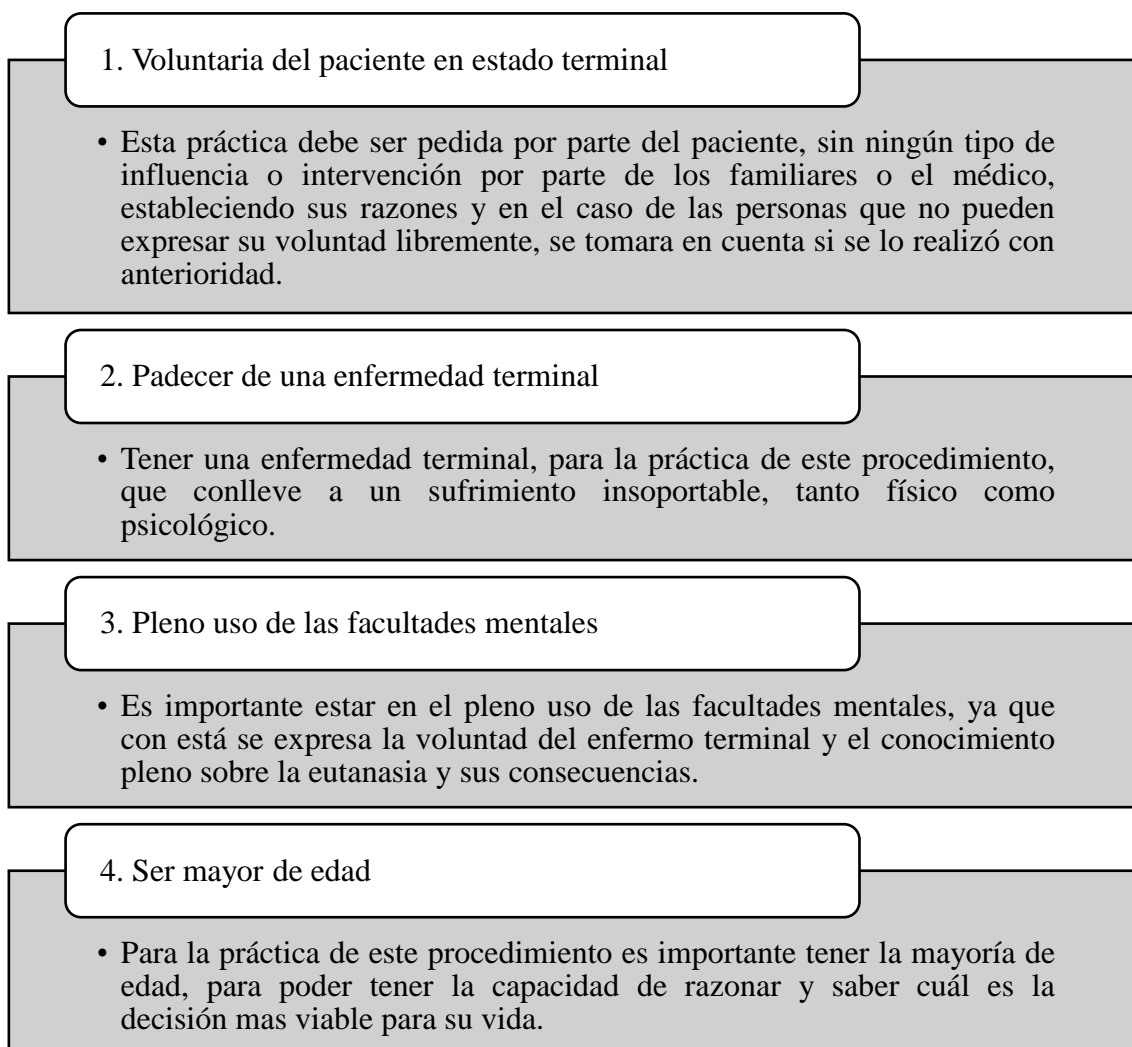 1. Voluntaria del paciente en estado terminal
• Esta práctica debe ser pedida por parte del paciente, sin ningún tipo de
influencia o intervención por parte de los familiares o el médico,
estableciendo sus razones y en el caso de las personas que no pueden
expresar su voluntad libremente, se tomara en cuenta si se lo realizó con
anterioridad.
2. Padecer de una enfermedad terminal
• Tener una enfermedad terminal, para la práctica de este procedimiento,
que conlleve a un sufrimiento insoportable, tanto físico como
psicológico.
3. Pleno uso de las facultades mentales
• Es importante estar en el pleno uso de las facultades mentales, ya que
con está se expresa la voluntad del enfermo terminal y el conocimiento
pleno sobre la eutanasia y sus consecuencias.
4. Ser mayor de edad
• Para la práctica de este procedimiento es importante tener la mayoría de
edad, para poder tener la capacidad de razonar y saber cuál es la
decisión mas viable para su vida.